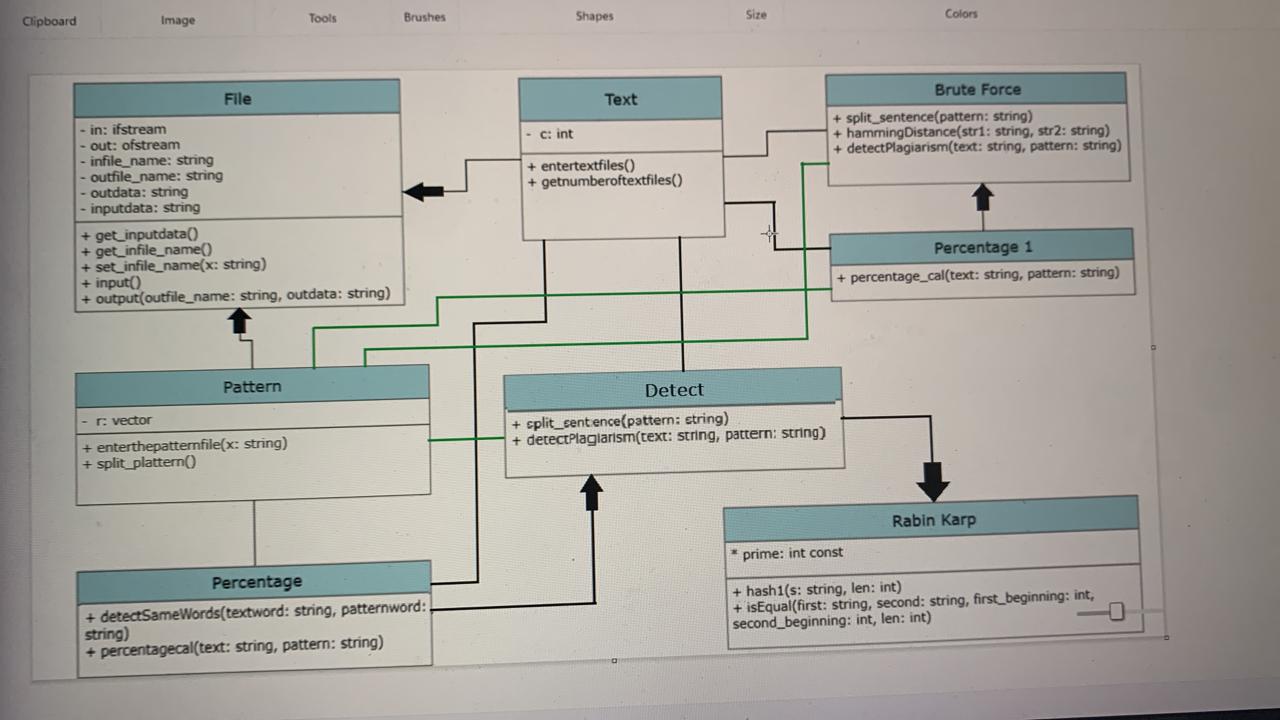 Clipboard
Image
Tools
Brushes
Shapes
Size
Colors
File
- in: ifstream
- out: ofstream
- infile_name: string
- outfile_name: string
- outdata: string
- inputdata: string
+ get_inputdata()
+ get_infile_name()
+ set_infile_name(x: string)
+ input()
+ output(outfile_name: string, outdata: string)
Text
- c: int
+ entertextfiles()
+ getnumberoftextfiles()
Brute Force
+ split_sentence(pattern: string)
+ hammingDistance(str1: string, str2: string)
+ detectPlagiarism(text: string, pattern: string)
Percentage 1
+ percentage_cal(text: string, pattern: string)
Pattern
- r: vector
+ enterthepatternfile(x: string)
+ split_plattern()
Detect
+ split_sentence(pattern: string)
+ detectPlagiarism(text: string, pattern: string)
Percentage
+ detectSameWords(textword: string, patternword:
string)
+ percentagecal(text: string, pattern: string)
Rabin Karp
* prime: int const
+ hash1(s: string, len: int)
+ isEqual(first: string, second: string, first_beginning: int,
second_beginning: int, len: int)